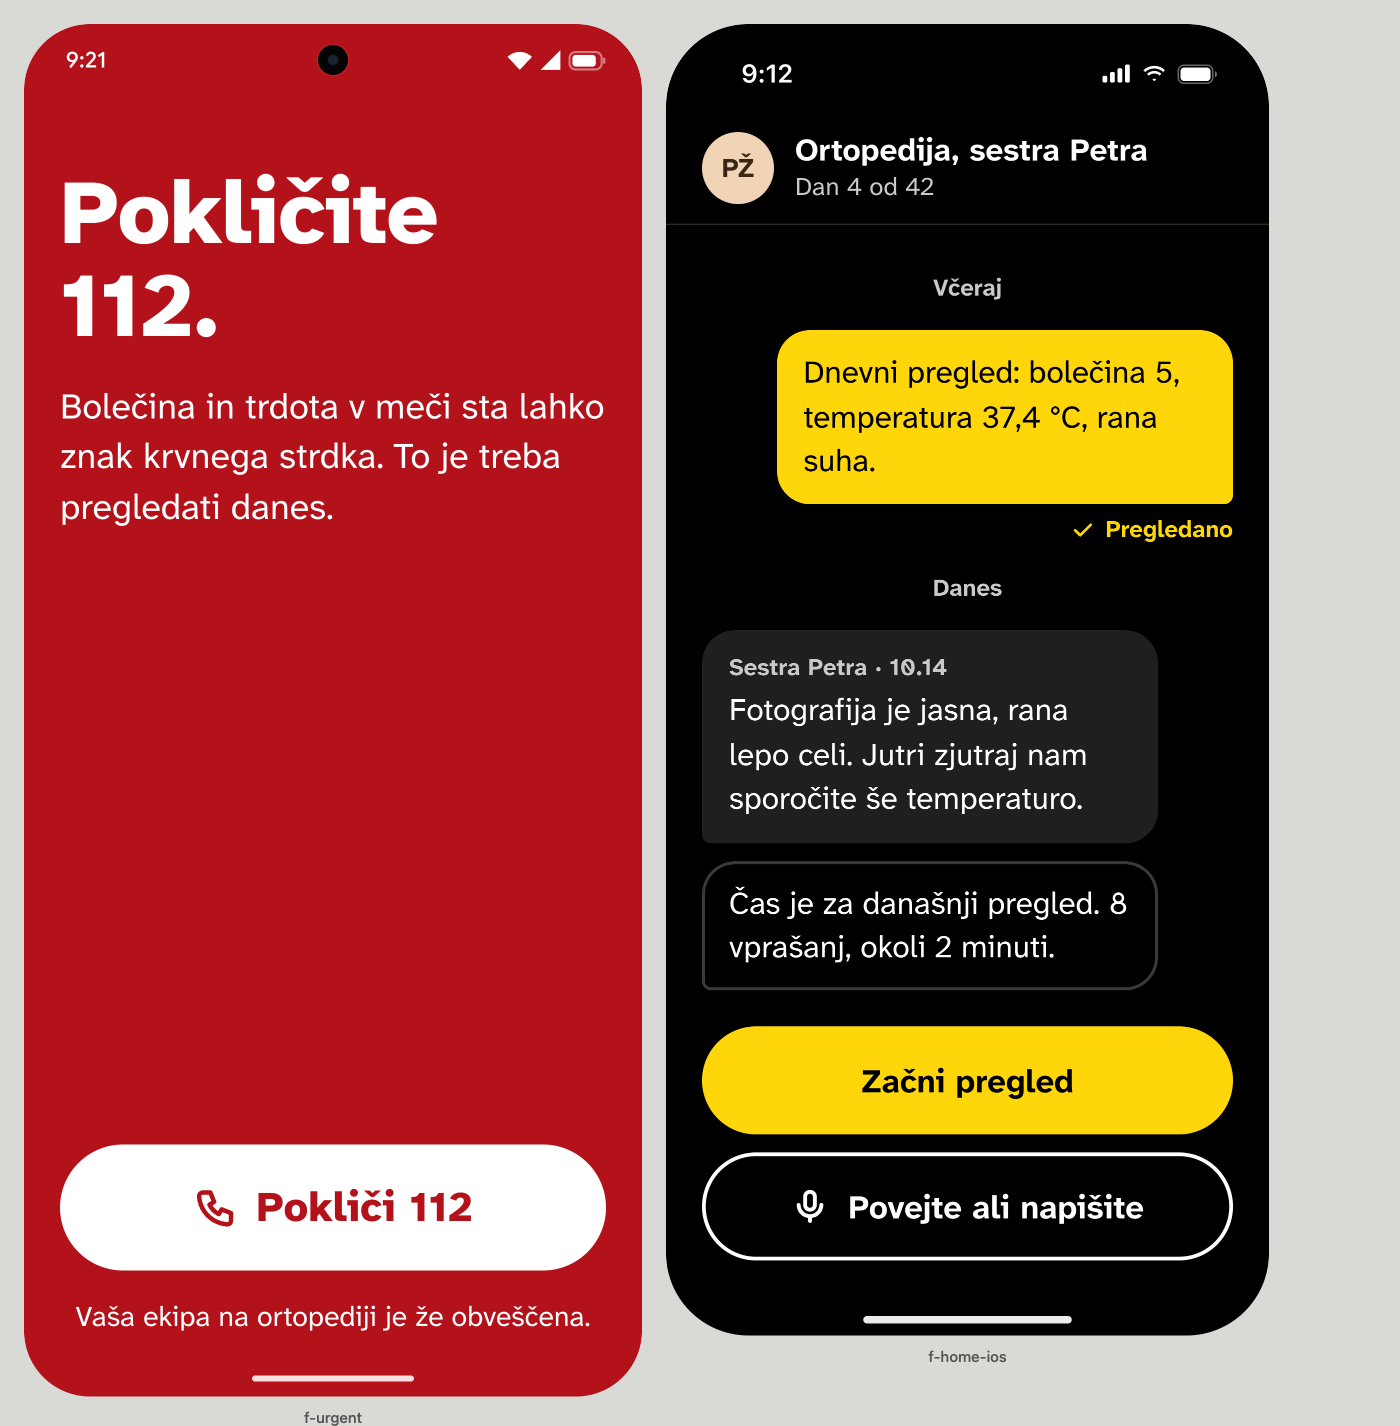 9:21
Pokličite
112.
Bolečina in trdota v meči sta lahko
znak krvnega strdka. To je treba
pregledati danes.
Pokliči 112
Vaša ekipa na ortopediji je že obveščena.
f-urgent
9:12
PŽ
Ortopedija, sestra Petra
Dan 4 od 42
Včeraj
Dnevni pregled: bolečina 5,
temperatura 37,4 °C, rana
suha.
Pregledano
Danes
Sestra Petra · 10.14
Fotografija je jasna, rana
lepo celi. Jutri zjutraj nam
sporočite še temperaturo.
Čas je za današnji pregled. 8
vprašanj, okoli 2 minuti.
Začni pregled
Povejte ali napišite
f-home-ios